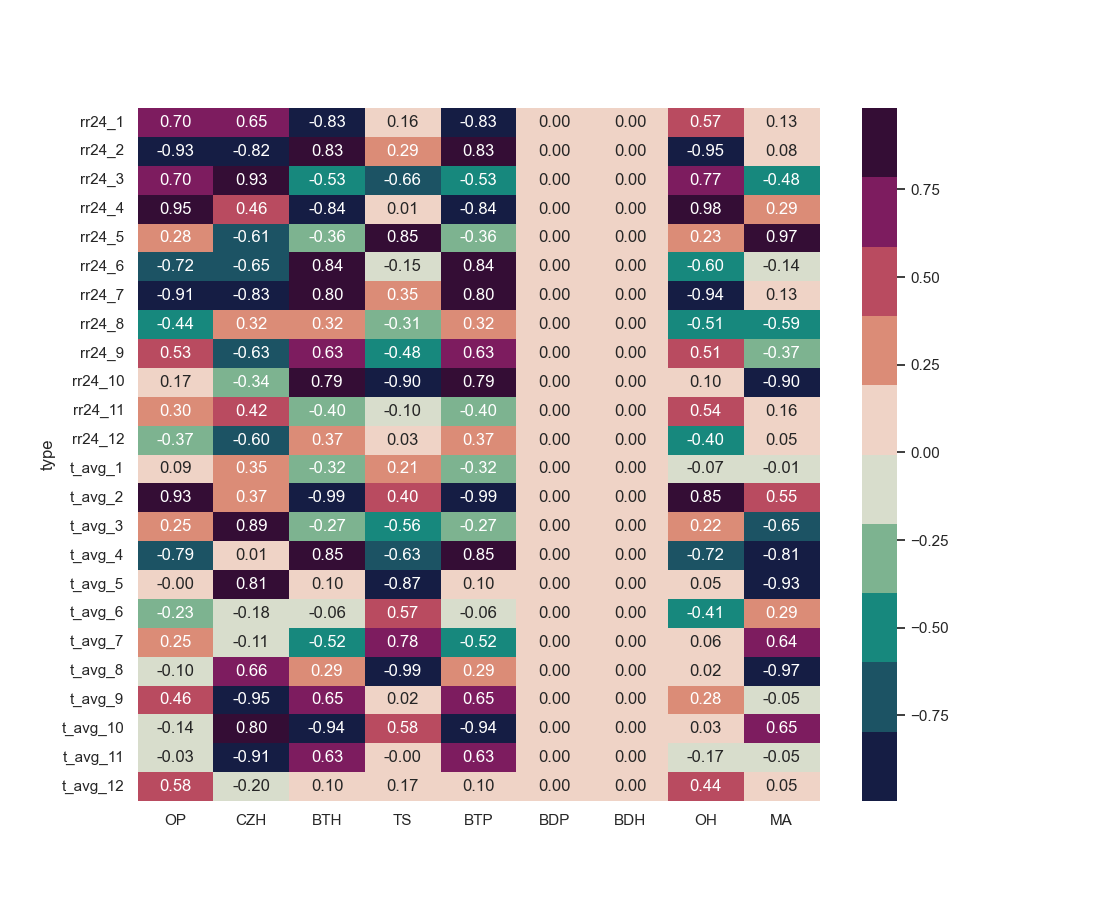 rr24_1 0.70 0.65 -0.83 0.16 -0.83 0.00 0.00 0.57 0.13
rr24_2 -0.93 -0.82 0.83 0.29 0.83 0.00 0.00 -0.95 0.08
rr24_3 0.70 0.93 -0.53 -0.66 -0.53 0.00 0.00 0.77 -0.48
rr24_4 0.95 0.46 -0.84 0.01 -0.84 0.00 0.00 0.98 0.29
rr24_5 0.28 -0.61 -0.36 0.85 -0.36 0.00 0.00 0.23 0.97
rr24_6 -0.72 -0.65 0.84 -0.15 0.84 0.00 0.00 -0.60 -0.14
rr24_7 -0.91 -0.83 0.80 0.35 0.80 0.00 0.00 -0.94 0.13
rr24_8 -0.44 0.32 0.32 -0.31 0.32 0.00 0.00 -0.51 -0.59
rr24_9 0.53 -0.63 0.63 -0.48 0.63 0.00 0.00 0.51 -0.37
rr24_10 0.17 -0.34 0.79 -0.90 0.79 0.00 0.00 0.10 -0.90
rr24_11 0.30 0.42 -0.40 -0.10 -0.40 0.00 0.00 0.54 0.16
rr24_12 -0.37 -0.60 0.37 0.03 0.37 0.00 0.00 -0.40 0.05
t_avg_1 0.09 0.35 -0.32 0.21 -0.32 0.00 0.00 -0.07 -0.01
t_avg_2 0.93 0.37 -0.99 0.40 -0.99 0.00 0.00 0.85 0.55
t_avg_3 0.25 0.89 -0.27 -0.56 -0.27 0.00 0.00 0.22 -0.65
t_avg_4 -0.79 0.01 0.85 -0.63 0.85 0.00 0.00 -0.72 -0.81
t_avg_5 -0.00 0.81 0.10 -0.87 0.10 0.00 0.00 0.05 -0.93
t_avg_6 -0.23 -0.18 -0.06 0.57 -0.06 0.00 0.00 -0.41 0.29
t_avg_7 0.25 -0.11 -0.52 0.78 -0.52 0.00 0.00 0.06 0.64
t_avg_8 -0.10 0.66 0.29 -0.99 0.29 0.00 0.00 0.02 -0.97
t_avg_9 0.46 -0.95 0.65 0.02 0.65 0.00 0.00 0.28 -0.05
t_avg_10 -0.14 0.80 -0.94 0.58 -0.94 0.00 0.00 0.03 0.65
t_avg_11 -0.03 -0.91 0.63 -0.00 0.63 0.00 0.00 -0.17 -0.05
t_avg_12 0.58 -0.20 0.10 0.17 0.10 0.00 0.00 0.44 0.05
OP CZH BTH TS BTP BDP BDH OH MA
type
0.75
0.50
0.25
0.00
−0.25
−0.50
−0.75